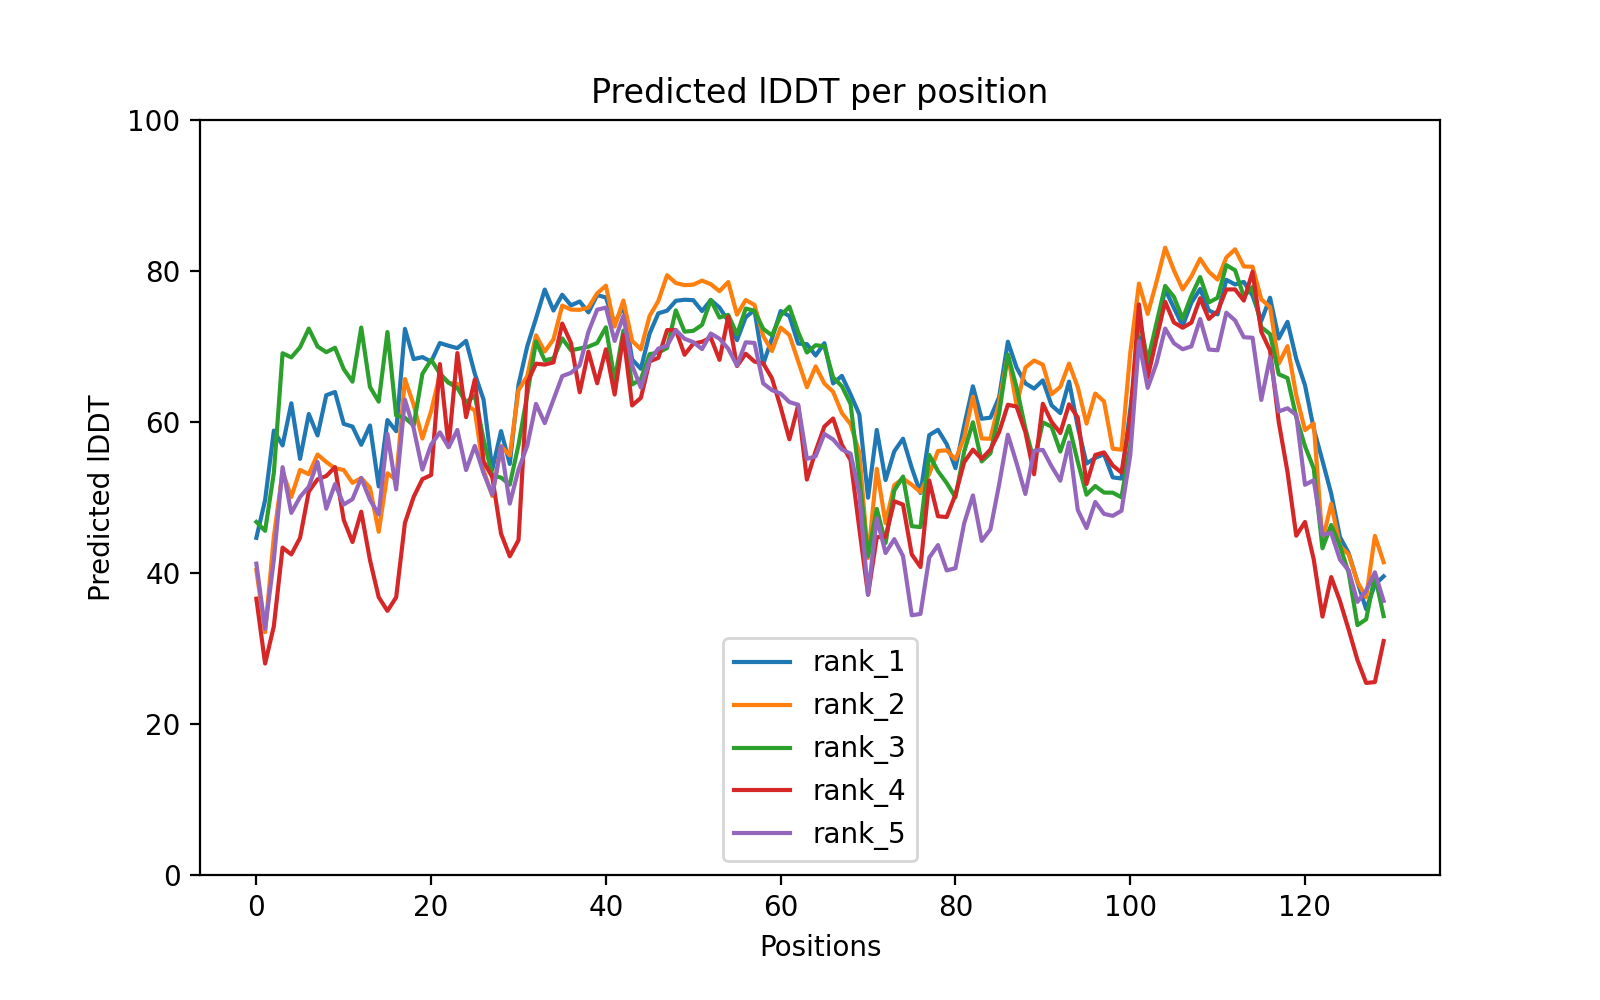 Predicted lDDT per position
100
80
60
40
20
0
Predicted lDDT
rank_1
rank_2
rank_3
rank_4
rank_5
0 20 40 60 80 100 120
Positions